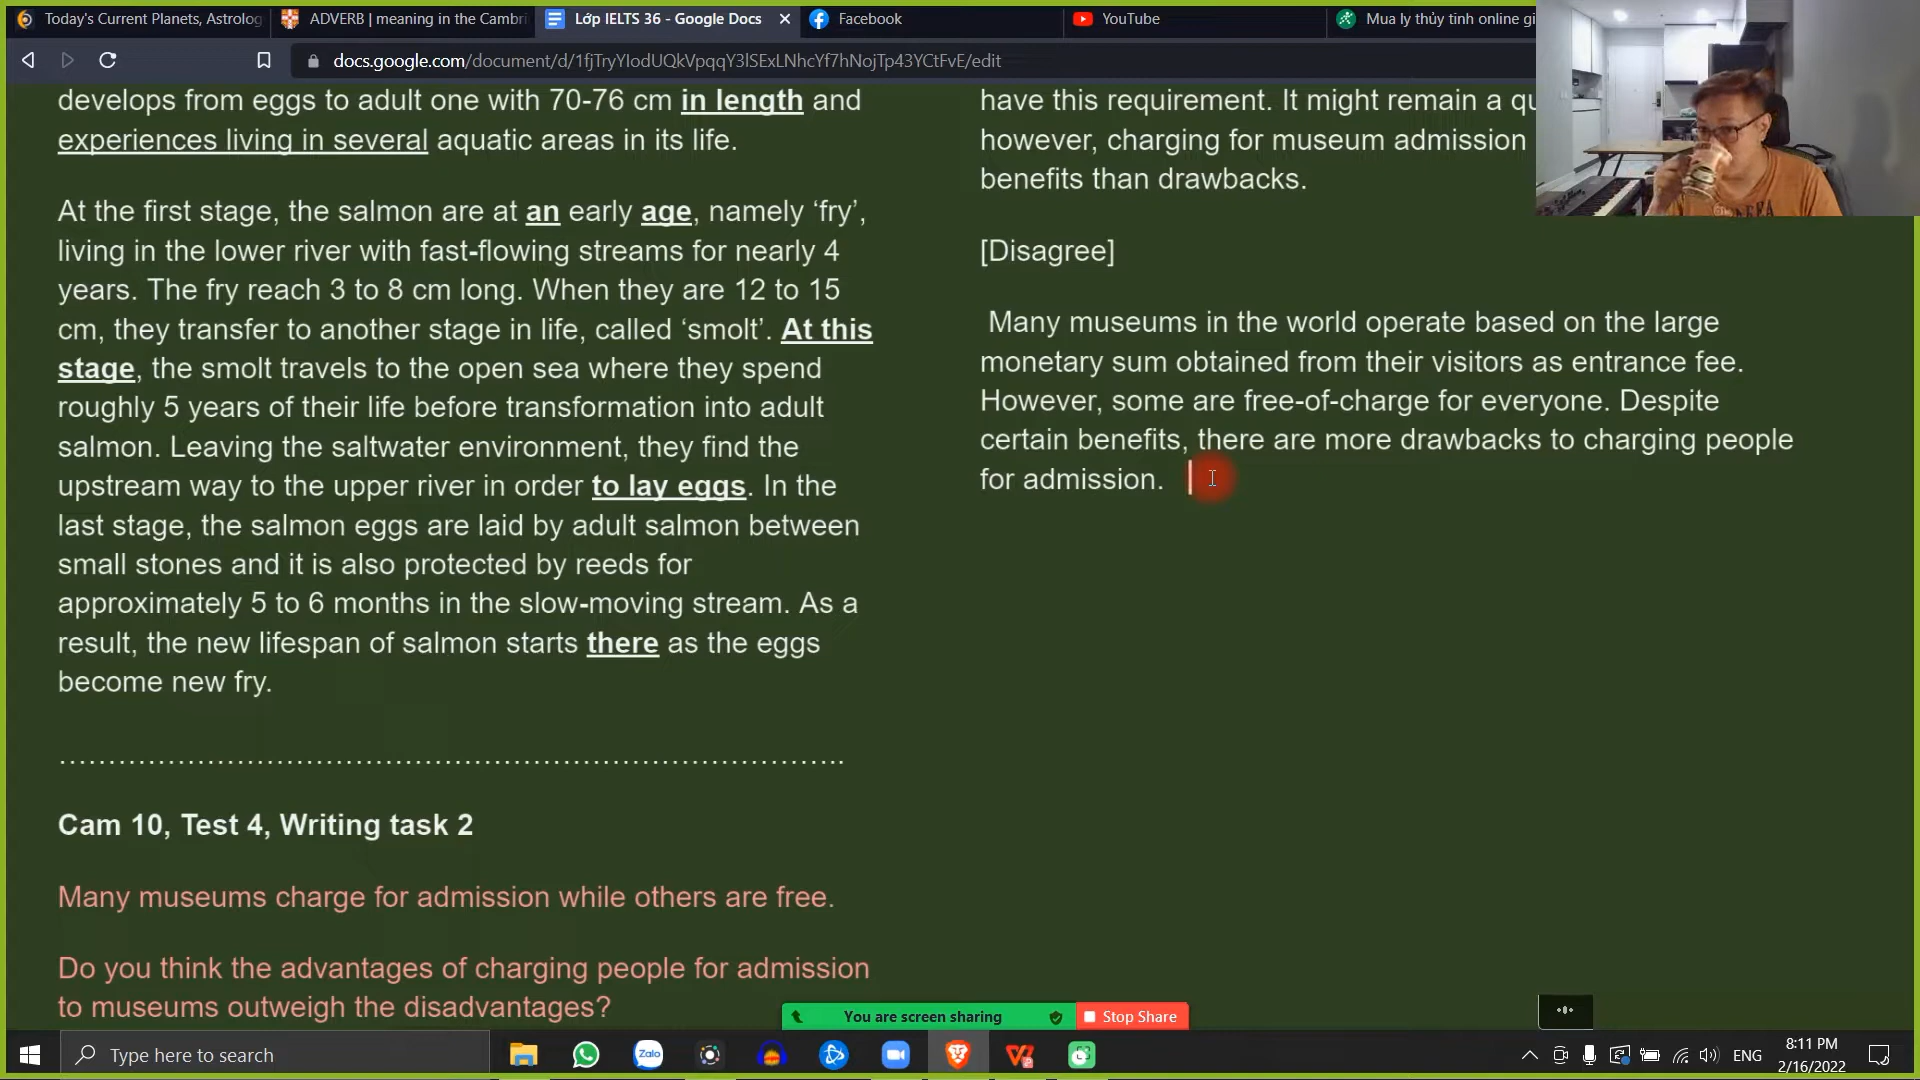 Today's Current Planets, Astrolog
ADVERB | meaning in the Cambri
Lớp IELTS 36 - Google Docs
Facebook
YouTube
Mua ly thủy tinh online gi
docs.google.com/document/d/1fjTryYIodUQkVpqqY3lSExLNhcYf7hNojTp43YCtFvE/edit
develops from eggs to adult one with 70-76 cm in length and
experiences living in several aquatic areas in its life.
At the first stage, the salmon are at an early age, namely ‘fry’,
living in the lower river with fast-flowing streams for nearly 4
years. The fry reach 3 to 8 cm long. When they are 12 to 15
cm, they transfer to another stage in life, called ‘smolt’. At this
stage, the smolt travels to the open sea where they spend
roughly 5 years of their life before transformation into adult
salmon. Leaving the saltwater environment, they find the
upstream way to the upper river in order to lay eggs. In the
last stage, the salmon eggs are laid by adult salmon between
small stones and it is also protected by reeds for
approximately 5 to 6 months in the slow-moving stream. As a
result, the new lifespan of salmon starts there as the eggs
become new fry.
…………………………………………………………………..
Cam 10, Test 4, Writing task 2
Many museums charge for admission while others are free.
Do you think the advantages of charging people for admission
to museums outweigh the disadvantages?
have this requirement. It might remain a qu
however, charging for museum admission
benefits than drawbacks.
[Disagree]
Many museums in the world operate based on the large
monetary sum obtained from their visitors as entrance fee.
However, some are free-of-charge for everyone. Despite
certain benefits, there are more drawbacks to charging people
for admission.
You are screen sharing
Stop Share
Type here to search
Zalo
ENG
8:11 PM
2/16/2022